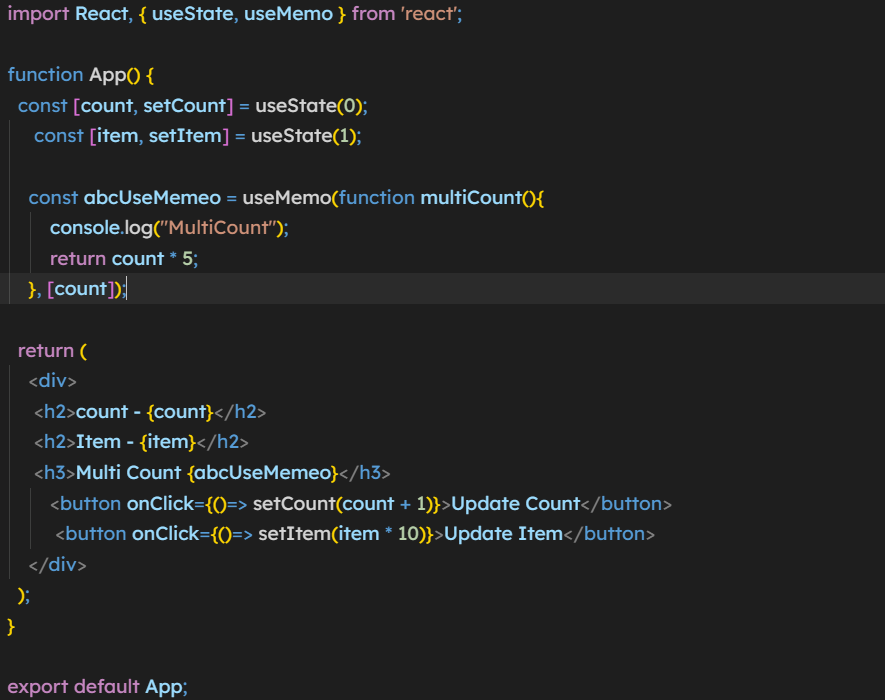 import React, { useState, useMemo } from 'react';
function App() {
const [count, setCount] = useState(0);
const [item, setItem] = useState(1);
const abcUseMemeo = useMemo(function multiCount(){
console.log("MultiCount");
return count * 5;
}, [count]);
return (
<div>
<h2>count - {count}</h2>
<h2>Item - {item}</h2>
<h3>Multi Count {abcUseMemeo}</h3>
<button onClick={()=> setCount(count + 1)}>Update Count</button>
<button onClick={()=> setItem(item * 10)}>Update Item</button>
</div>
);
}
export default App;